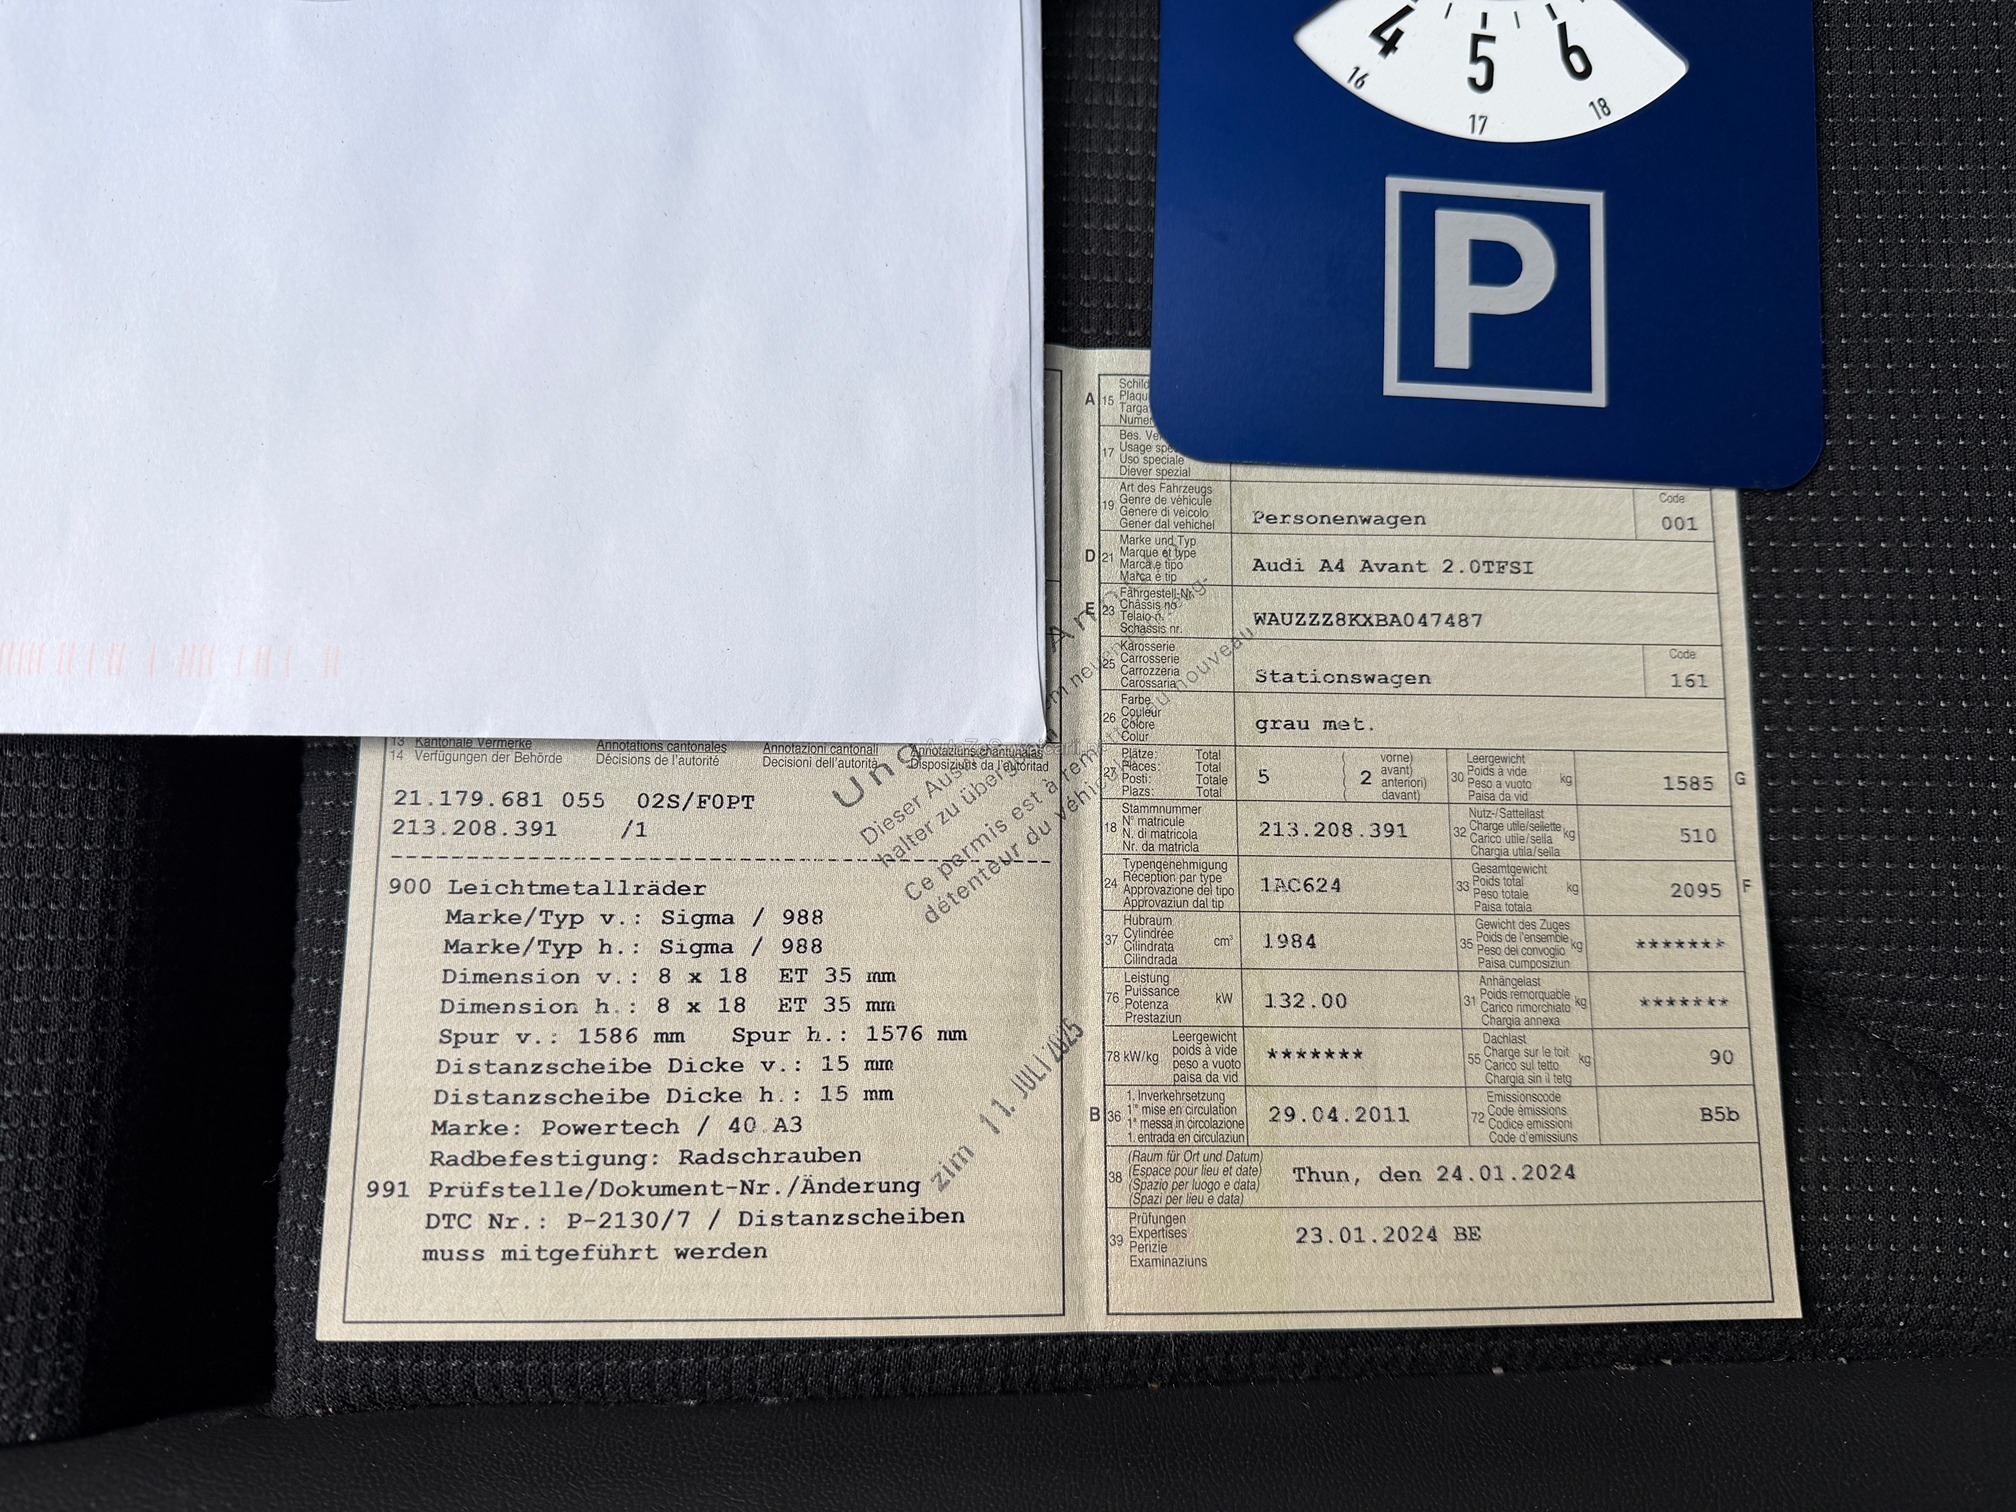 4 5 6
16 17 18
P
A 15 Schild
Plaqu
Targa
Numer
17 Bes. Ve
Usage spe
Uso speciale
Diever spezial
19 Art des Fahrzeugs
Genre de véhicule
Genere di veicolo
Gener dal vehichel
Personenwagen
Code
001
D 21 Marke und Typ
Marque et type
Marca e tipo
Marca e tip
Audi A4 Avant 2.0TFSI
E 23 Fahrgestell-Nr.
Châssis no
Telaio n.
Schassis nr.
WAUZZZ8KXBA047487
25 Karosserie
Carrosserie
Carrozzeria
Carossaria
Stationswagen
Code
161
26 Farbe
Couleur
Colore
Colur
grau met.
27 Plätze: Total
Places: Total
Posti: Totale
Plazs: Total
5 ( 2 vorne)
avant)
anteriori)
davant)
30 Leergewicht
Poids à vide
Peso a vuoto
Paisa da vid
kg 1585 G
18 Stammnummer
N° matricule
N. di matricola
Nr. da matricla
213.208.391
32 Nutz-/Sattellast
Charge utile/sellette
Carico utile/sella
Chargia utila/sella
kg 510
24 Typengenehmigung
Réception par type
Approvazione del tipo
Approvaziun dal tip
1AC624
33 Gesamtgewicht
Poids total
Peso totale
Paisa totala
kg 2095 F
37 Hubraum
Cylindrée
Cilindrata
Cilindrada
cm³ 1984
35 Gewicht des Zuges
Poids de l'ensemble
Peso del convoglio
Paisa cumposiziun
kg *******
76 Leistung
Puissance
Potenza
Prestaziun
kW 132.00
31 Anhängelast
Poids remorquable
Carico rimorchiato
Chargia annexa
kg *******
78 kW/kg Leergewicht
poids à vide
peso a vuoto
paisa da vid
*******
55 Dachlast
Charge sur le toit
Carico sul tetto
Chargia sin il tetg
kg 90
B 36 1. Inverkehrsetzung
1re mise en circulation
1a messa in circolazione
1. entrada en circulaziun
29.04.2011
72 Emissionscode
Code émissions
Codice emissioni
Code d'emissiuns
B5b
38 (Raum für Ort und Datum)
(Espace pour lieu et date)
(Spazio per luogo e data)
(Spazi per lieu e data)
Thun, den 24.01.2024
39 Prüfungen
Expertises
Perizie
Examinaziuns
23.01.2024 BE
13 Kantonale Vermerke Annotations cantonales Annotazioni cantonali Annotaziuns chantunalas
14 Verfügungen der Behörde Décisions de l'autorité Decisioni dell'autorità Disposiziuns da l'autoritad
21.179.681 055 02S/F0PT
213.208.391 /1
900 Leichtmetallräder
Marke/Typ v.: Sigma / 988
Marke/Typ h.: Sigma / 988
Dimension v.: 8 x 18 ET 35 mm
Dimension h.: 8 x 18 ET 35 mm
Spur v.: 1586 mm Spur h.: 1576 mm
Distanzscheibe Dicke v.: 15 mm
Distanzscheibe Dicke h.: 15 mm
Marke: Powertech / 40 A3
Radbefestigung: Radschrauben
991 Prüfstelle/Dokument-Nr./Änderung
DTC Nr.: P-2130/7 / Distanzscheiben
muss mitgeführt werden
Dieser Aus
halter zu überge
Ce permis est à rem
détenteur du véhic
nouveau
zim 11. JULI 2025